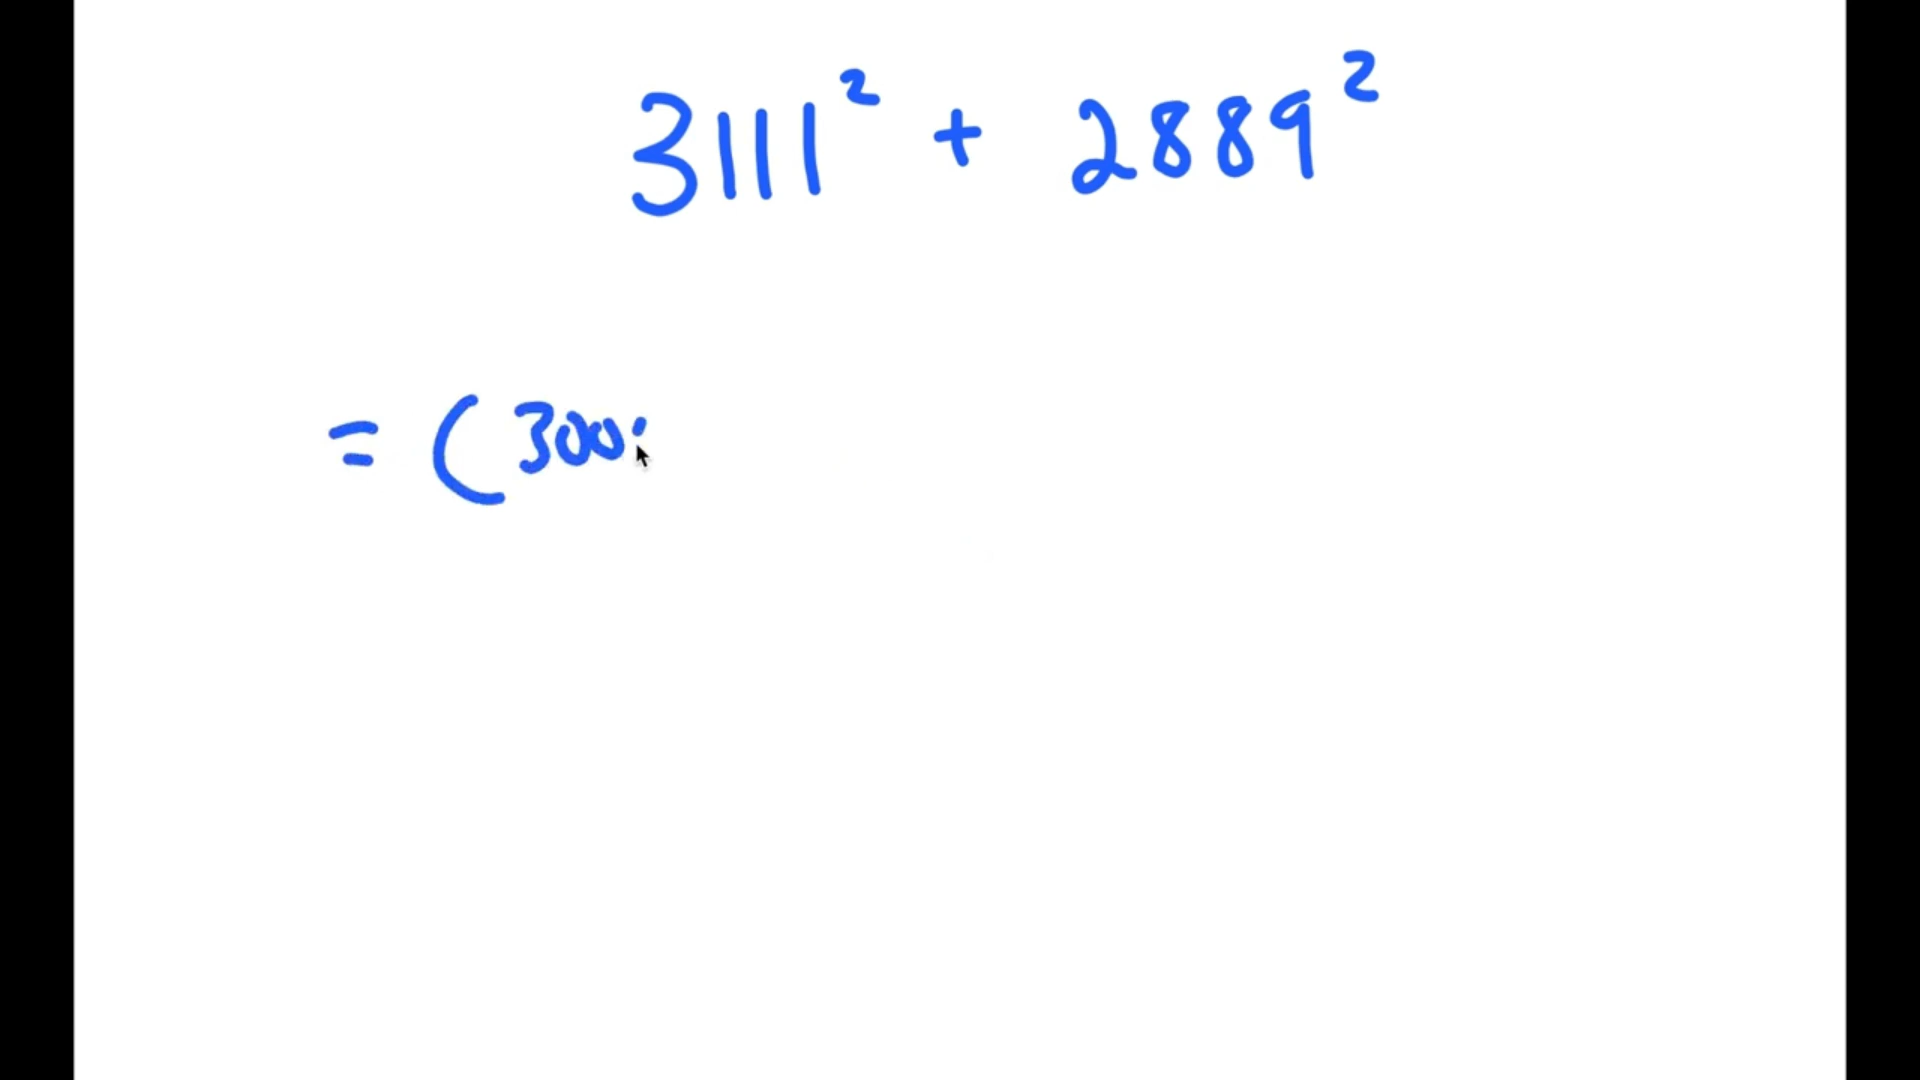 3111² + 2889²
= (300